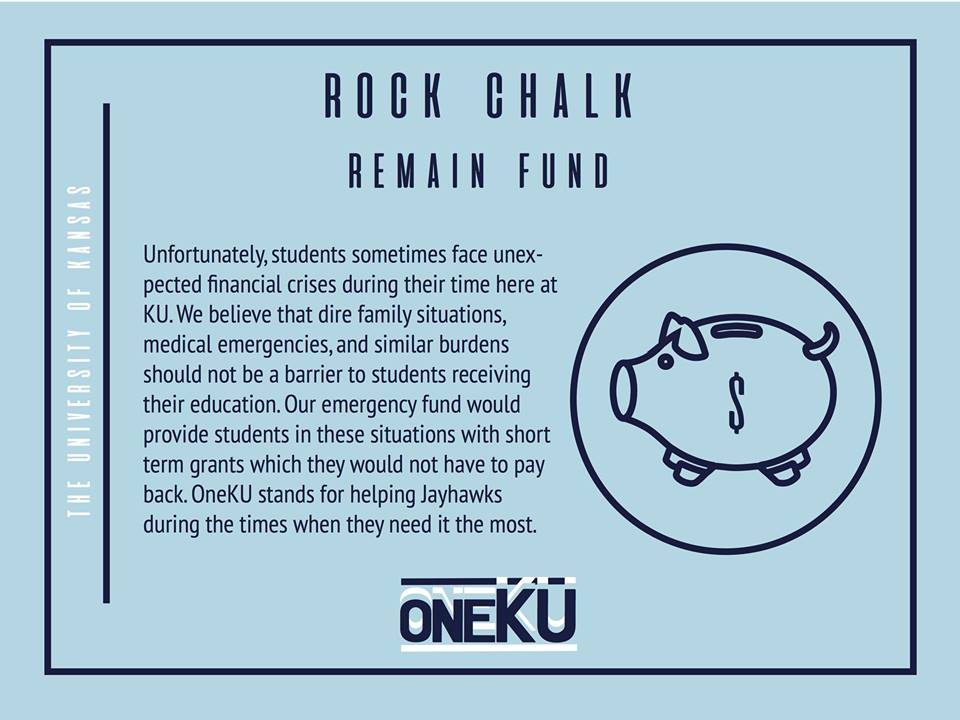 ROCK CHALK
REMAIN FUND
THE UNIVERSITY OF KANSAS
Unfortunately, students sometimes face unex-
pected financial crises during their time here at
KU. We believe that dire family situations,
medical emergencies, and similar burdens
should not be a barrier to students receiving
their education. Our emergency fund would
provide students in these situations with short
term grants which they would not have to pay
back. OneKU stands for helping Jayhawks
during the times when they need it the most.
$
ONEKU